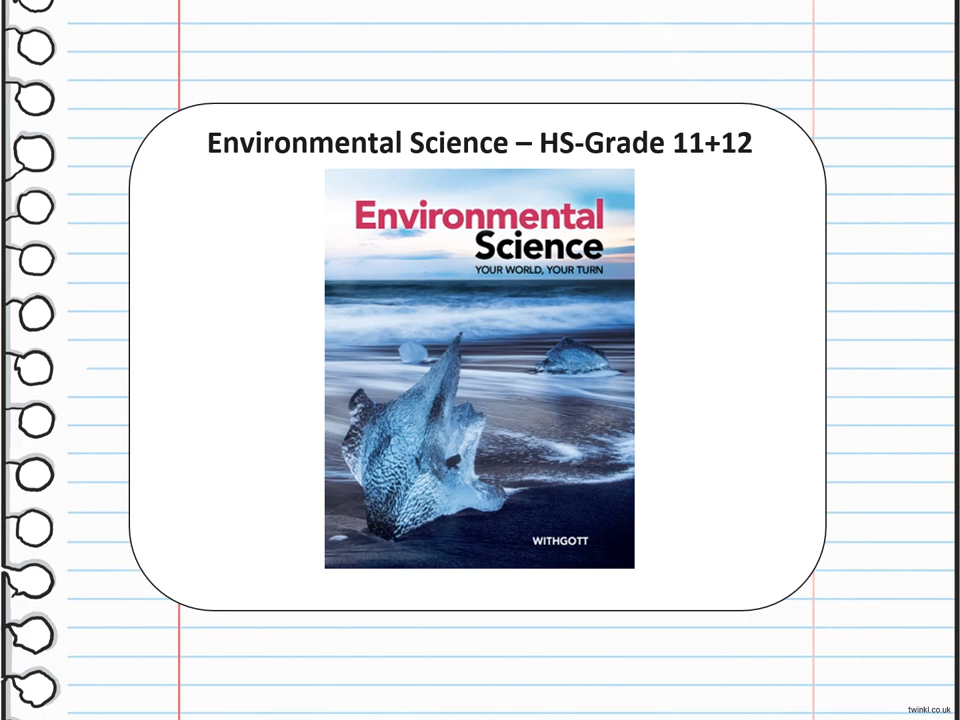 Environmental Science – HS-Grade 11+12
Environmental
Science
YOUR WORLD, YOUR TURN
WITHGOTT
twinkl.co.uk